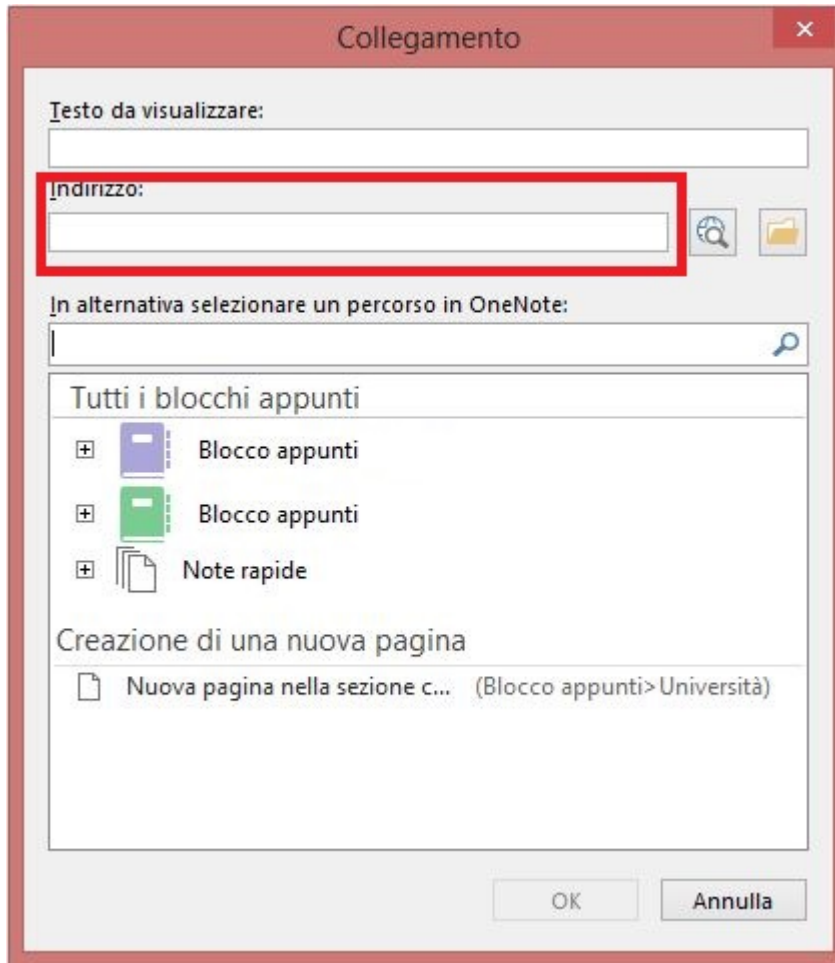 Collegamento
Testo da visualizzare:
Indirizzo:
In alternativa selezionare un percorso in OneNote:
Tutti i blocchi appunti
Blocco appunti
Blocco appunti
Note rapide
Creazione di una nuova pagina
Nuova pagina nella sezione c... (Blocco appunti>Università)
OK Annulla